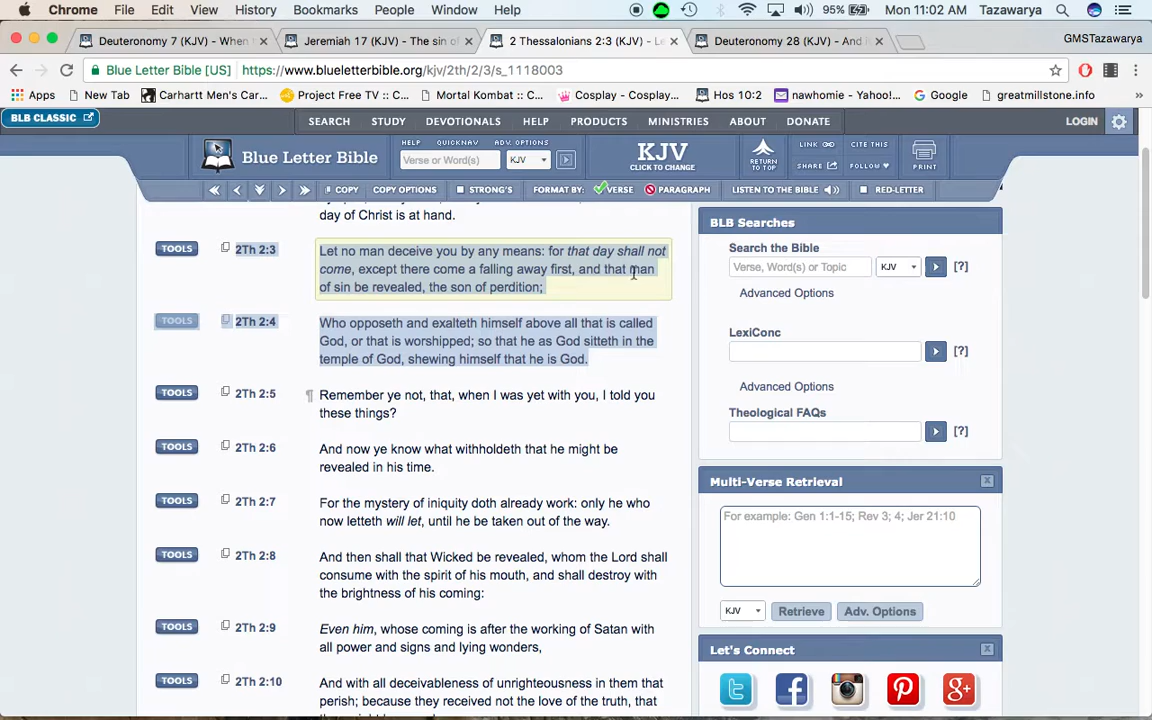 Chrome File Edit View History Bookmarks People Window Help 95% Mon 11:02 AM Tazawarya
Deuteronomy 7 (KJV) - When t Jeremiah 17 (KJV) - The sin of 2 Thessalonians 2:3 (KJV) - Le Deuteronomy 28 (KJV) - And i GMSTazawarya
Blue Letter Bible [US] https://www.blueletterbible.org/kjv/2th/2/3/s_1118003
Apps New Tab Carhartt Men's Car... Project Free TV :: C... Mortal Kombat :: C... Cosplay - Cosplay... Hos 10:2 nawhomie - Yahoo!... Google greatmillstone.info »
BLB CLASSIC SEARCH STUDY DEVOTIONALS HELP PRODUCTS MINISTRIES ABOUT DONATE LOGIN
Blue Letter Bible HELP QUICKNAV ADV. OPTIONS
Verse or Word(s) KJV
KJV
CLICK TO CHANGE
RETURN TO TOP
LINK CITE THIS
SHARE FOLLOW
PRINT
COPY COPY OPTIONS STRONG'S FORMAT BY: VERSE PARAGRAPH LISTEN TO THE BIBLE RED-LETTER
day of Christ is at hand.
TOOLS 2Th 2:3 Let no man deceive you by any means: for that day shall not
come, except there come a falling away first, and that man
of sin be revealed, the son of perdition;
TOOLS 2Th 2:4 Who opposeth and exalteth himself above all that is called
God, or that is worshipped; so that he as God sitteth in the
temple of God, shewing himself that he is God.
TOOLS 2Th 2:5 ¶ Remember ye not, that, when I was yet with you, I told you
these things?
TOOLS 2Th 2:6 And now ye know what withholdeth that he might be
revealed in his time.
TOOLS 2Th 2:7 For the mystery of iniquity doth already work: only he who
now letteth will let, until he be taken out of the way.
TOOLS 2Th 2:8 And then shall that Wicked be revealed, whom the Lord shall
consume with the spirit of his mouth, and shall destroy with
the brightness of his coming:
TOOLS 2Th 2:9 Even him, whose coming is after the working of Satan with
all power and signs and lying wonders,
TOOLS 2Th 2:10 And with all deceivableness of unrighteousness in them that
perish; because they received not the love of the truth, that
BLB Searches
Search the Bible
Verse, Word(s) or Topic KJV [?]
Advanced Options
LexiConc
[?]
Advanced Options
Theological FAQs
[?]
Multi-Verse Retrieval
For example: Gen 1:1-15; Rev 3; 4; Jer 21:10
KJV Retrieve Adv. Options
Let's Connect